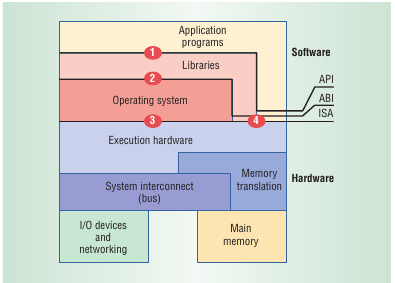 Application
programs
1
Software
Libraries
API
2
ABI
Operating system
ISA
3
4
Execution hardware
Memory
translation
Hardware
System interconnect
(bus)
I/O devices
and
networking
Main
memory